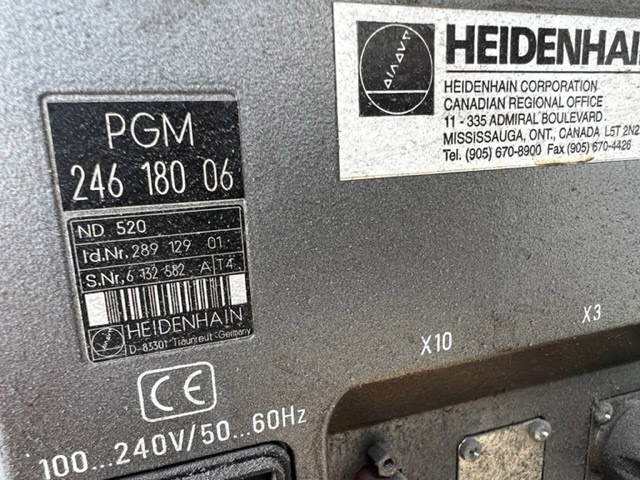 PGM
246 180 06
ND 520
Id.Nr. 289 129 01
S.Nr. 6 132 582 A T4
HEIDENHAIN
D-83301 Traunreut · Germany
HEIDENHAIN
HEIDENHAIN CORPORATION
CANADIAN REGIONAL OFFICE
11 - 335 ADMIRAL BOULEVARD
MISSISSAUGA, ONT., CANADA L5T 2N2
Tel: (905) 670-8900 Fax (905) 670-4426
X10
X3
CE
100...240V/50...60Hz